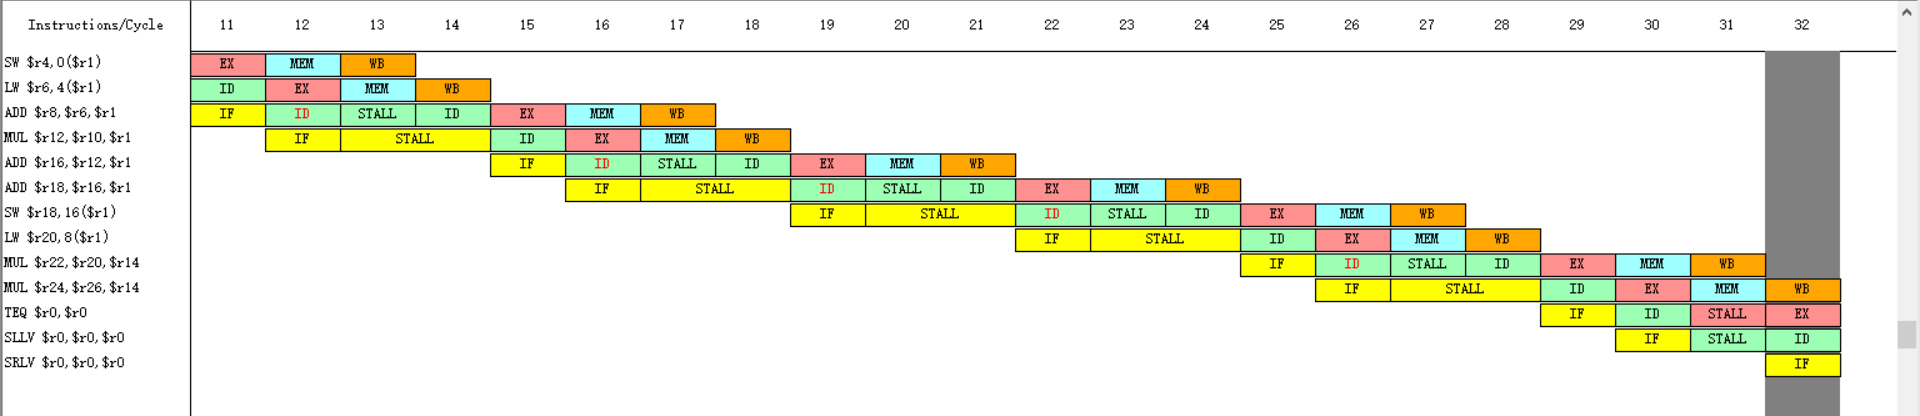 Instructions/Cycle 11 12 13 14 15 16 17 18 19 20 21 22 23 24 25 26 27 28 29 30 31 32
SW $r4,0($r1) EX MEM WB
LW $r6,4($r1) ID EX MEM WB
ADD $r8,$r6,$r1 IF ID STALL ID EX MEM WB
MUL $r12,$r10,$r1 IF STALL ID EX MEM WB
ADD $r16,$r12,$r1 IF ID STALL ID EX MEM WB
ADD $r18,$r16,$r1 IF STALL ID STALL ID EX MEM WB
SW $r18,16($r1) IF STALL ID STALL ID EX MEM WB
LW $r20,8($r1) IF STALL ID EX MEM WB
MUL $r22,$r20,$r14 IF ID STALL ID EX MEM WB
MUL $r24,$r26,$r14 IF STALL ID EX MEM WB
TEQ $r0,$r0 IF ID STALL EX
SLLV $r0,$r0,$r0 IF STALL ID
SRLV $r0,$r0,$r0 IF